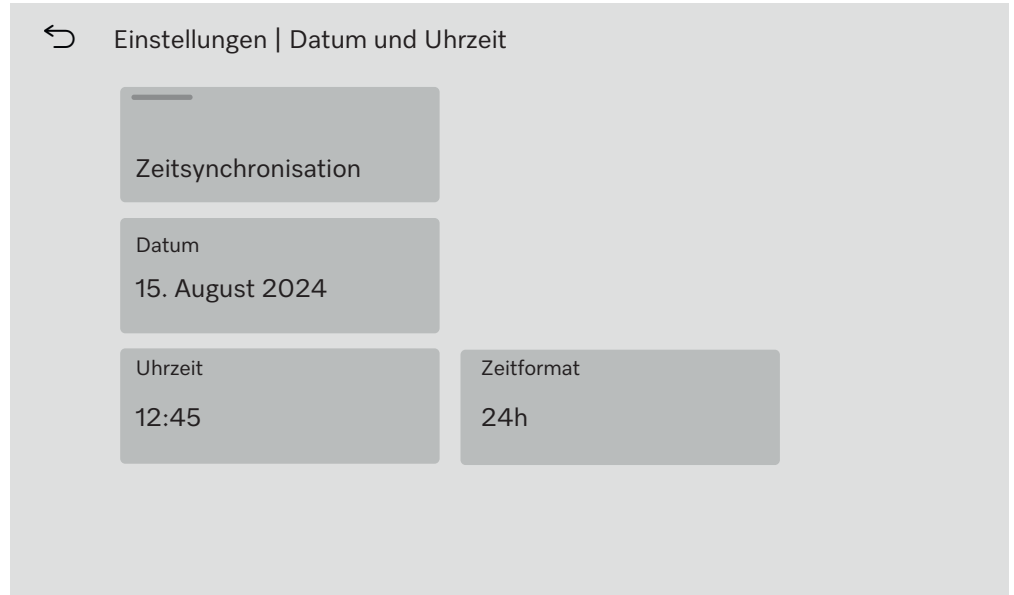 Einstellungen | Datum und Uhrzeit
Zeitsynchronisation
Datum
15. August 2024
Uhrzeit
12:45
Zeitformat
24h